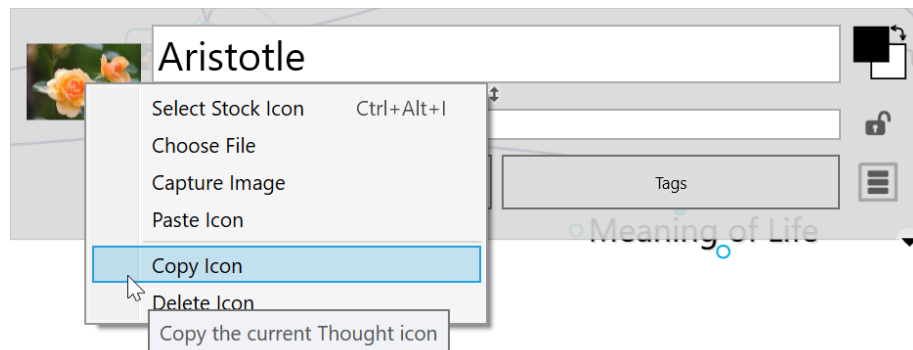 Aristotle
Select Stock Icon Ctrl+Alt+I
Choose File
Capture Image
Paste Icon
Tags
Meaning of Life
Copy Icon
Delete Icon
Copy the current Thought icon